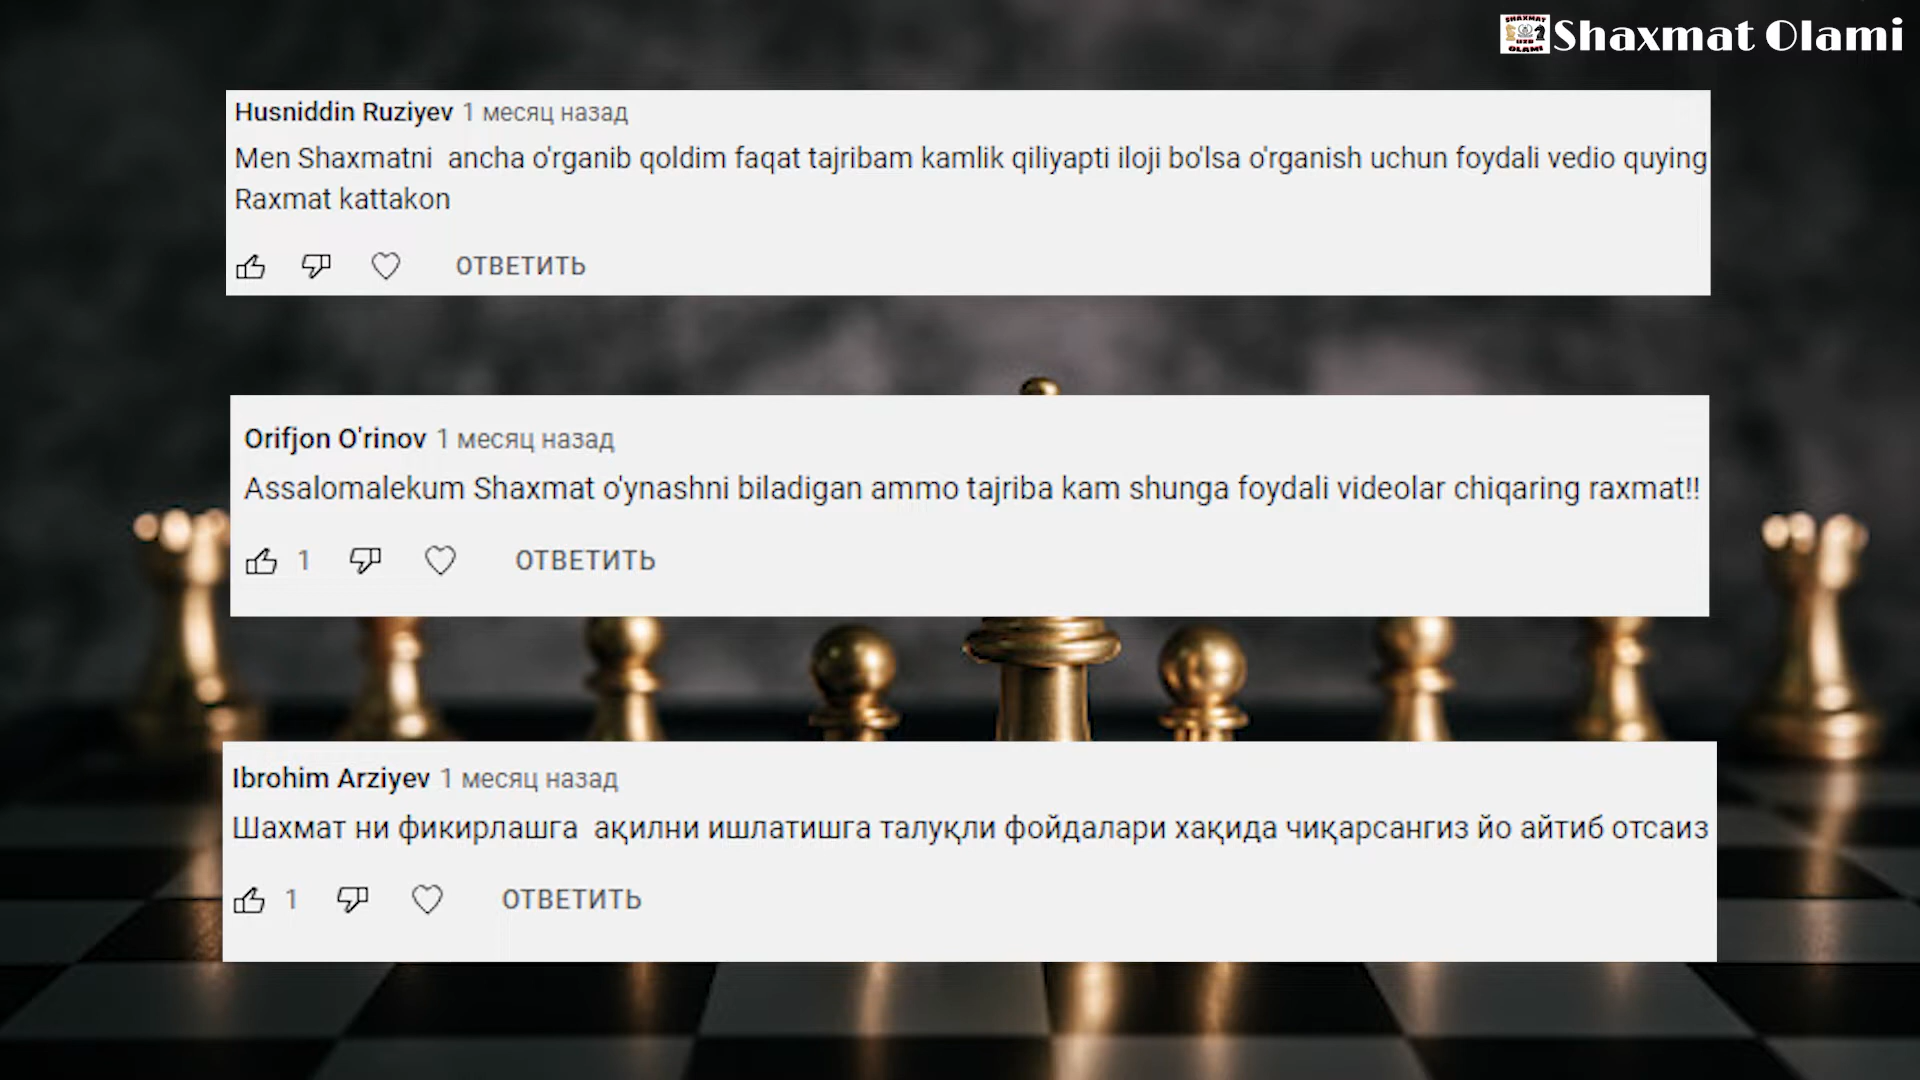 SHAXMAT
UZB
OLAMI
Shaxmat Olami
Husniddin Ruziyev 1 месяц назад
Men Shaxmatni ancha o'rganib qoldim faqat tajribam kamlik qiliyapti iloji bo'lsa o'rganish uchun foydali vedio quying
Raxmat kattakon
ОТВЕТИТЬ
Orifjon O'rinov 1 месяц назад
Assalomalekum Shaxmat o'ynashni biladigan ammo tajriba kam shunga foydali videolar chiqaring raxmat!!
1 ОТВЕТИТЬ
Ibrohim Arziyev 1 месяц назад
Шахмат ни фикирлашга ақилни ишлатишга талуқли фойдалари хақида чиқарсангиз йо айтиб отсаиз
1 ОТВЕТИТЬ